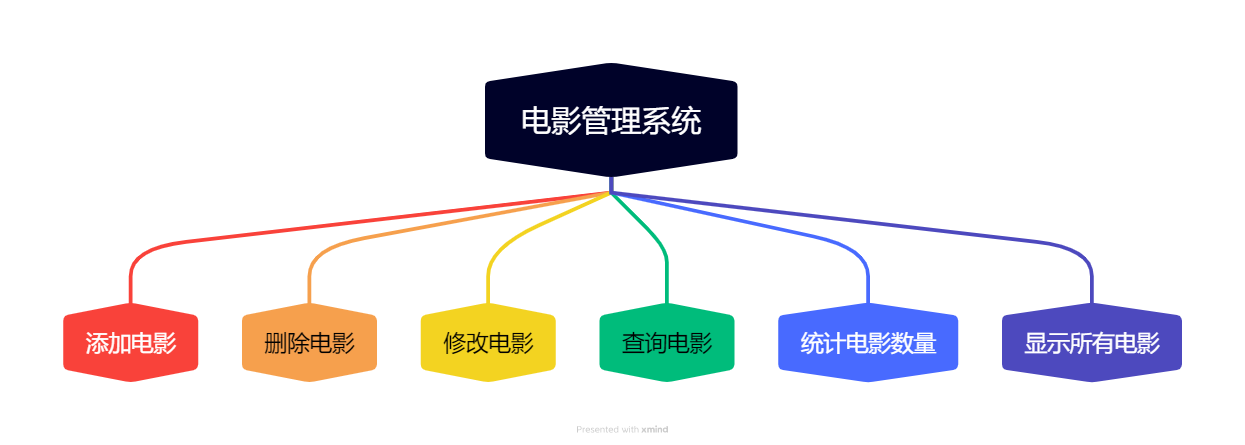 电影管理系统
添加电影
删除电影
修改电影
查询电影
统计电影数量
显示所有电影
Presented with xmind